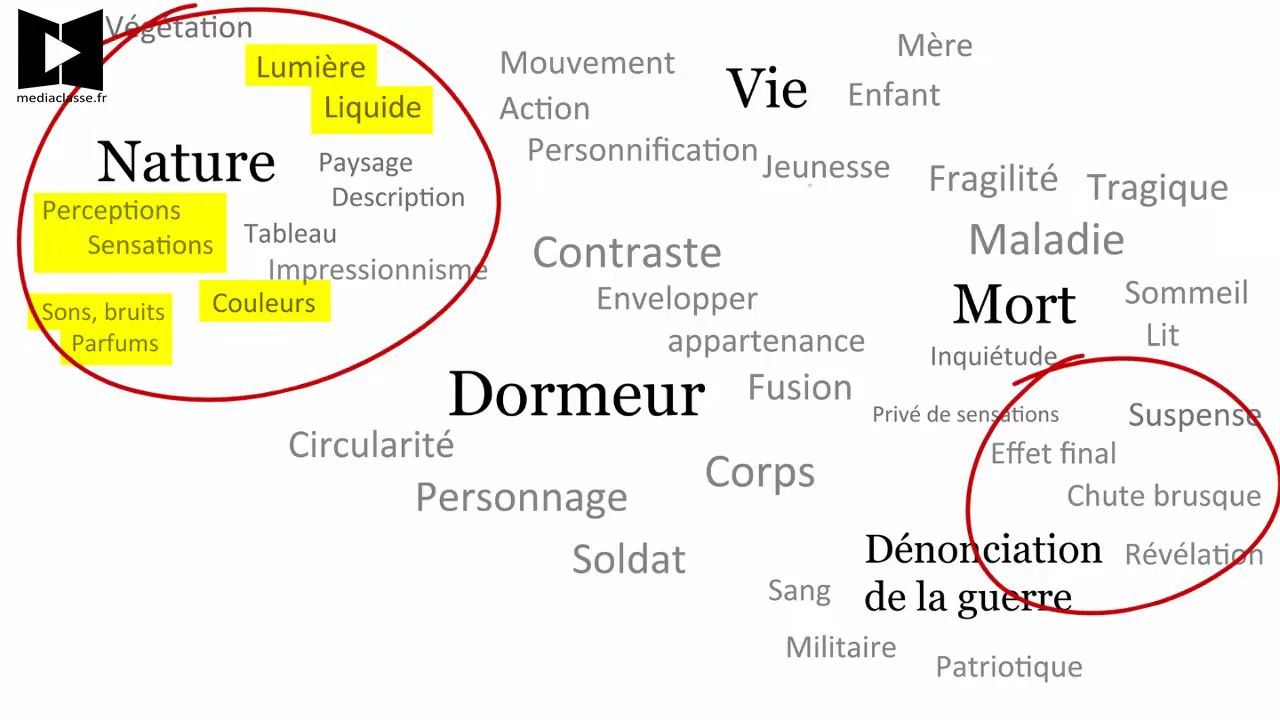 mediaclasse.fr
Végétation
Lumière
Liquide
Nature
Paysage
Description
Perceptions
Sensations
Tableau
Impressionnisme
Sons, bruits
Couleurs
Parfums
Mouvement
Action
Personnification
Vie
Mère
Enfant
Jeunesse
Fragilité
Tragique
Maladie
Contraste
Envelopper
appartenance
Mort
Sommeil
Lit
Inquiétude
Dormeur
Fusion
Privé de sensations
Suspense
Effet final
Chute brusque
Circularité
Personnage
Corps
Soldat
Dénonciation
de la guerre
Révélation
Sang
Militaire
Patriotique